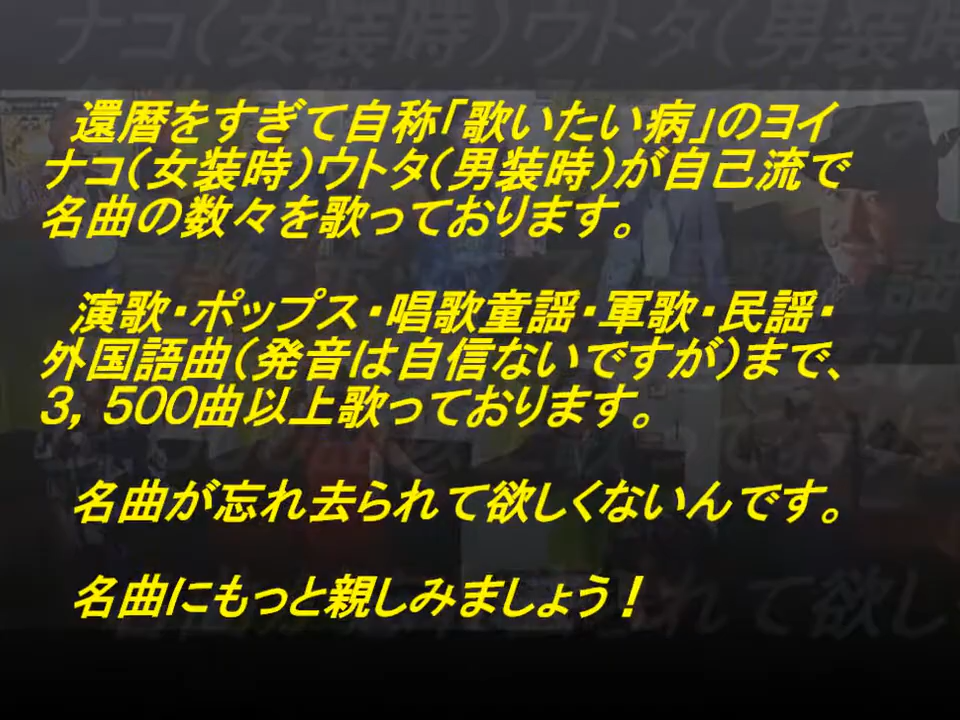 還暦をすぎて自称｢歌いたい病｣のヨイ
ナコ（女装時）ウトタ（男装時）が自己流で
名曲の数々を歌っております。
演歌・ポップス・唱歌童謡・軍歌・民謡・
外国語曲（発音は自信ないですが）まで、
３，５００曲以上歌っております。
名曲が忘れ去られて欲しくないんです。
名曲にもっと親しみましょう！